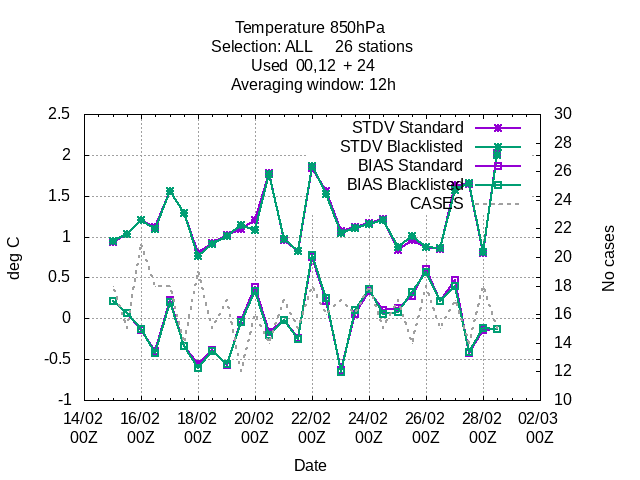 Temperature 850hPa
Selection: ALL 26 stations
Used 00,12 + 24
Averaging window: 12h
2.5
2
1.5
1
0.5
0
-0.5
-1
deg C
30
28
26
24
22
20
18
16
14
12
10
No cases
STDV Standard
STDV Blacklisted
BIAS Standard
BIAS Blacklisted
CASES
14/02 16/02 18/02 20/02 22/02 24/02 26/02 28/02 02/03
00Z 00Z 00Z 00Z 00Z 00Z 00Z 00Z 00Z
Date